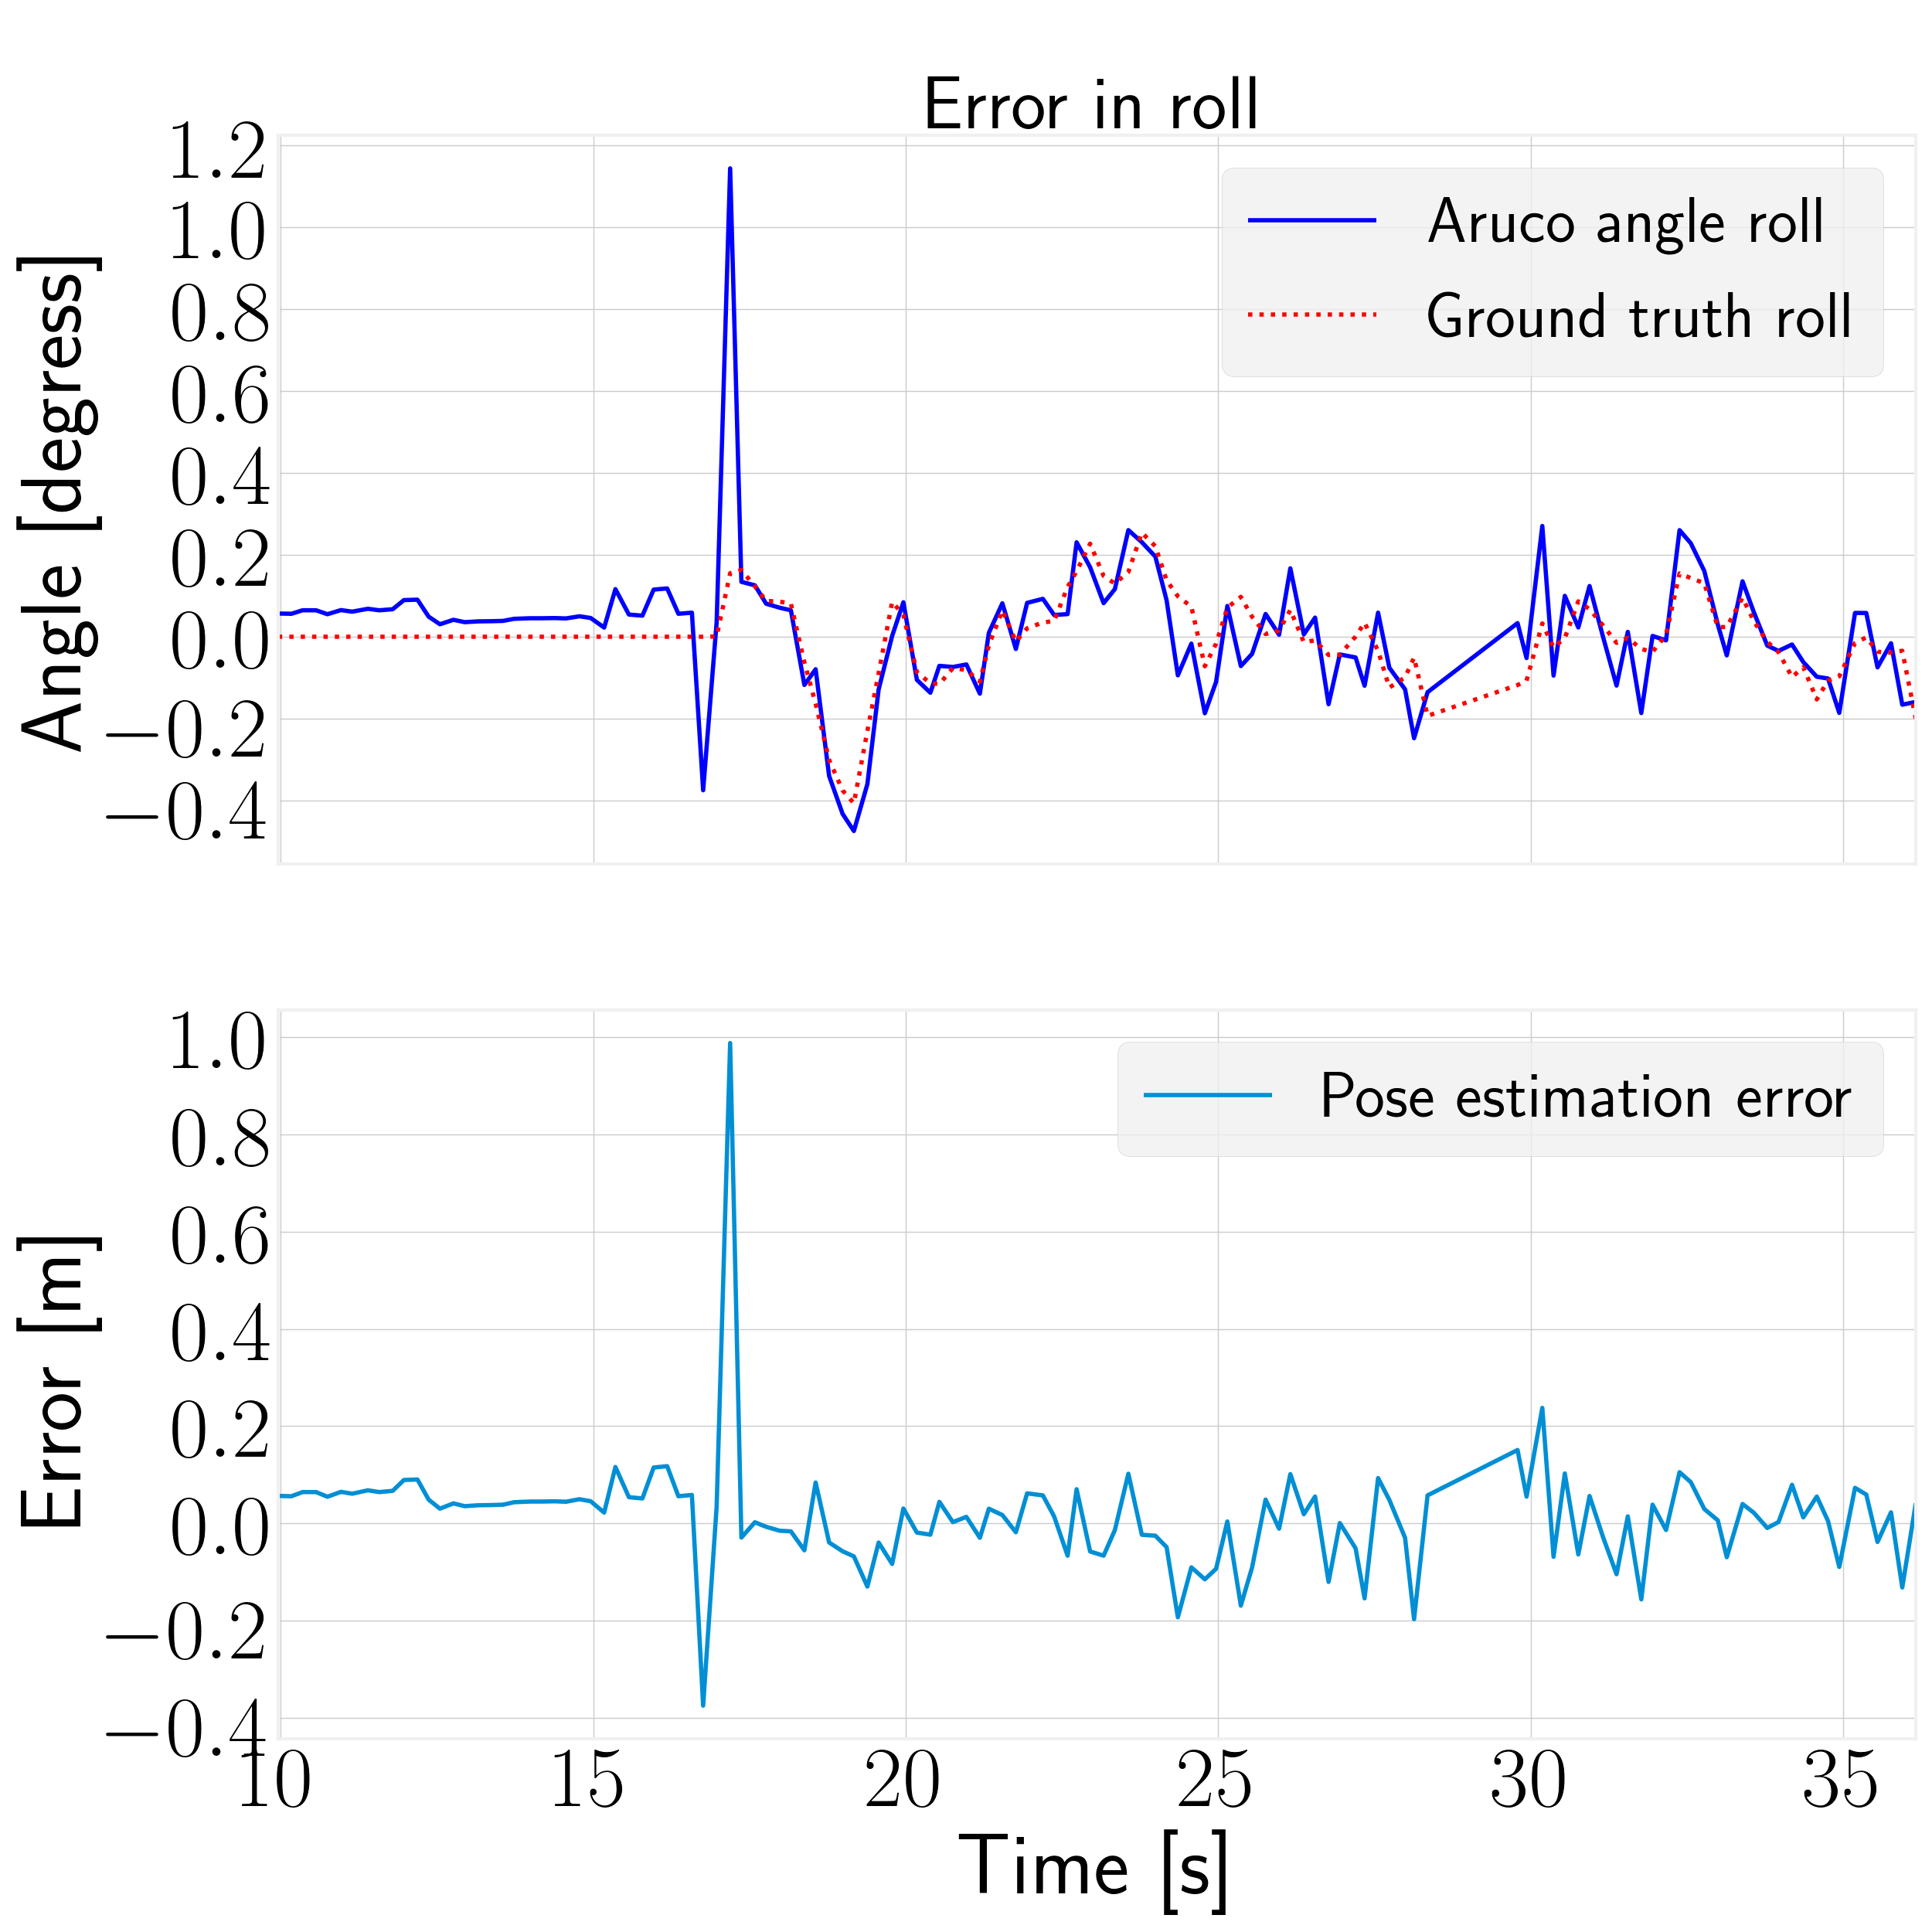 Error in roll
Angle [degress]
1.2
1.0
0.8
0.6
0.4
0.2
0.0
−0.2
−0.4
Aruco angle roll
Ground truth roll
Error [m]
1.0
0.8
0.6
0.4
0.2
0.0
−0.2
−0.4
Pose estimation error
10 15 20 25 30 35
Time [s]